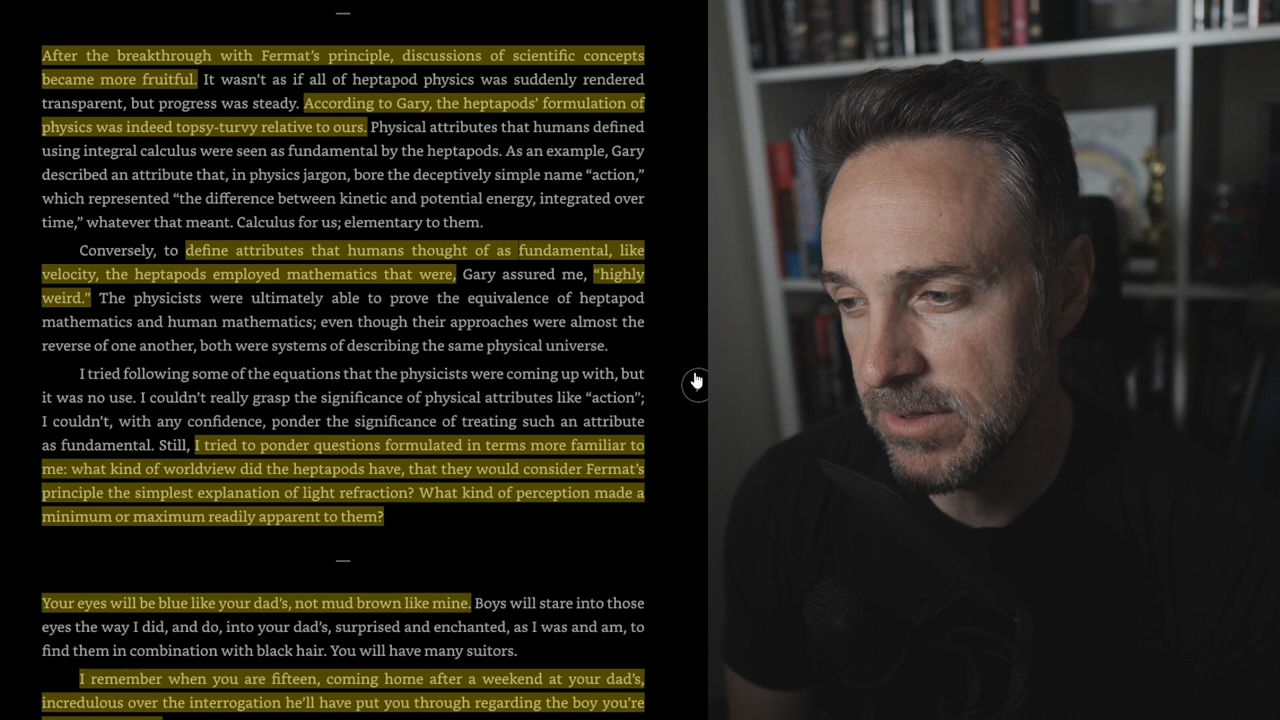 After the breakthrough with Fermat’s principle, discussions of scientific concepts
became more fruitful. It wasn’t as if all of heptapod physics was suddenly rendered
transparent, but progress was steady. According to Gary, the heptapods’ formulation of
physics was indeed topsy-turvy relative to ours. Physical attributes that humans defined
using integral calculus were seen as fundamental by the heptapods. As an example, Gary
described an attribute that, in physics jargon, bore the deceptively simple name “action,”
which represented “the difference between kinetic and potential energy, integrated over
time,” whatever that meant. Calculus for us; elementary to them.
Conversely, to define attributes that humans thought of as fundamental, like
velocity, the heptapods employed mathematics that were, Gary assured me, “highly
weird.” The physicists were ultimately able to prove the equivalence of heptapod
mathematics and human mathematics; even though their approaches were almost the
reverse of one another, both were systems of describing the same physical universe.
I tried following some of the equations that the physicists were coming up with, but
it was no use. I couldn’t really grasp the significance of physical attributes like “action”;
I couldn’t, with any confidence, ponder the significance of treating such an attribute
as fundamental. Still, I tried to ponder questions formulated in terms more familiar to
me: what kind of worldview did the heptapods have, that they would consider Fermat’s
principle the simplest explanation of light refraction? What kind of perception made a
minimum or maximum readily apparent to them?
Your eyes will be blue like your dad’s, not mud brown like mine. Boys will stare into those
eyes the way I did, and do, into your dad’s, surprised and enchanted, as I was and am, to
find them in combination with black hair. You will have many suitors.
I remember when you are fifteen, coming home after a weekend at your dad’s,
incredulous over the interrogation he’ll have put you through regarding the boy you’re